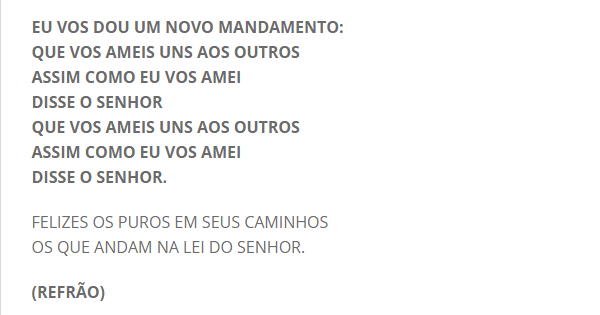 EU VOS DOU UM NOVO MANDAMENTO:
QUE VOS AMEIS UNS AOS OUTROS
ASSIM COMO EU VOS AMEI
DISSE O SENHOR
QUE VOS AMEIS UNS AOS OUTROS
ASSIM COMO EU VOS AMEI
DISSE O SENHOR.
FELIZES OS PUROS EM SEUS CAMINHOS
OS QUE ANDAM NA LEI DO SENHOR.
(REFRÃO)